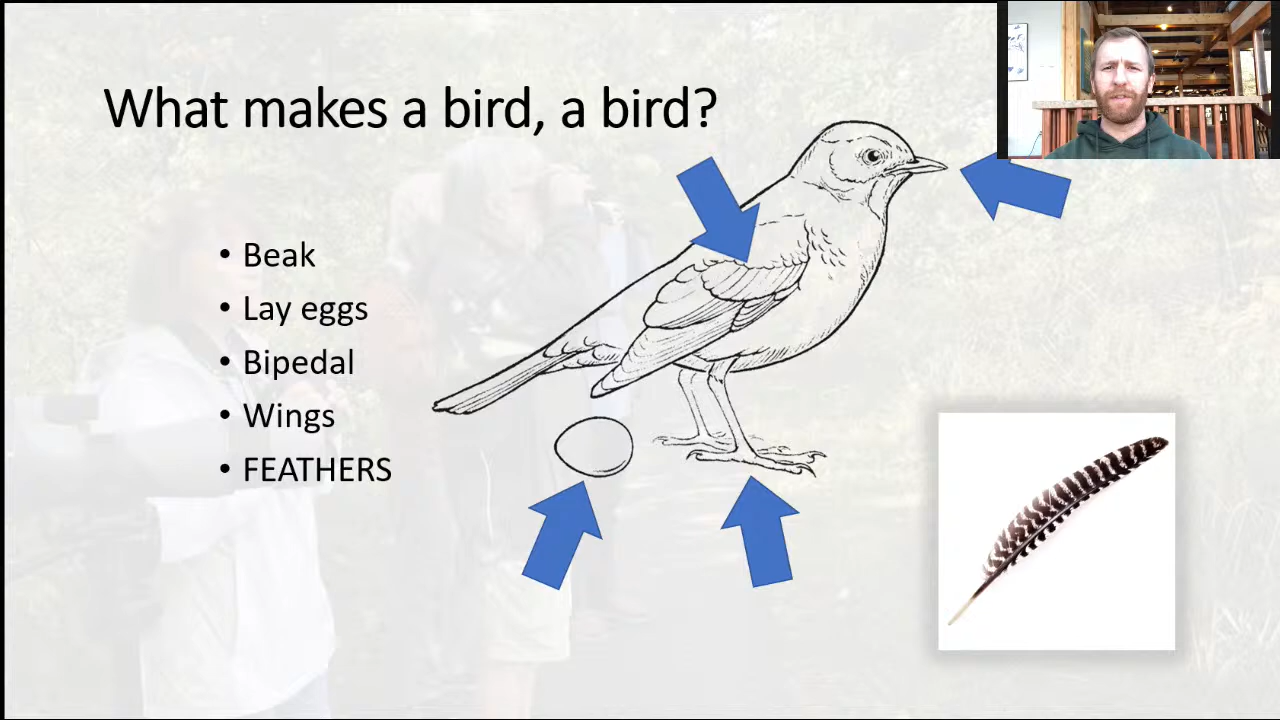 What makes a bird, a bird?
• Beak
• Lay eggs
• Bipedal
• Wings
• FEATHERS